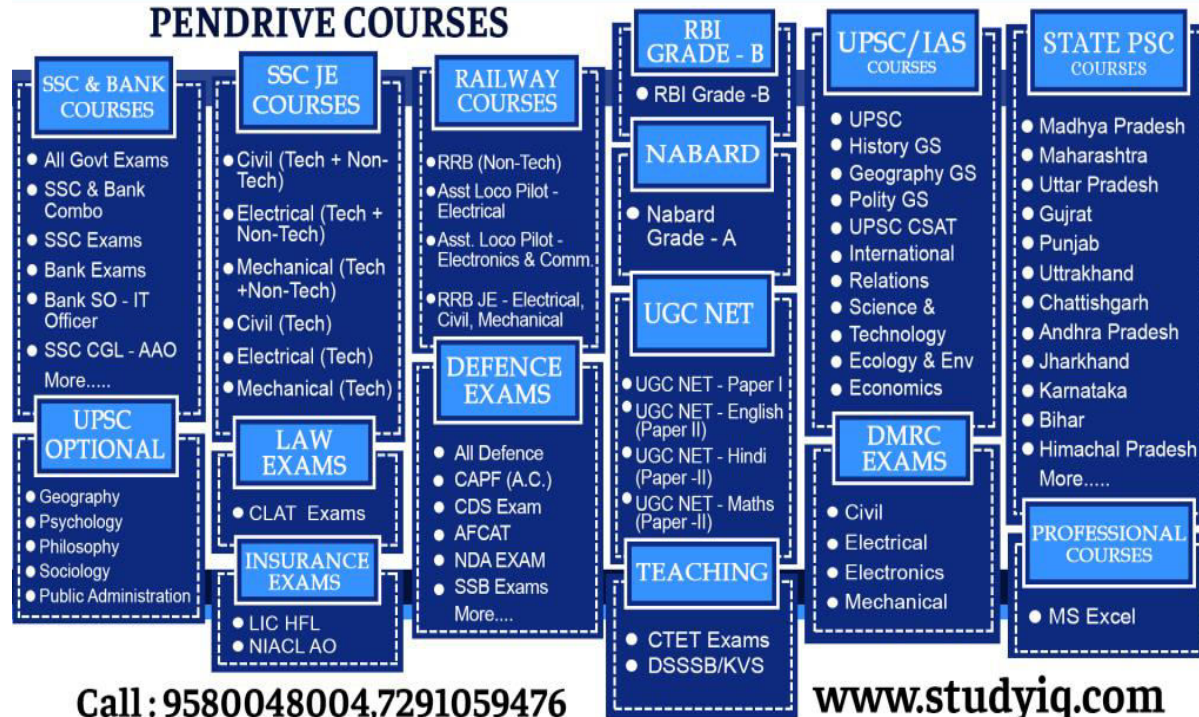 PENDRIVE COURSES
SSC & BANK
COURSES
All Govt Exams
SSC & Bank
Combo
SSC Exams
Bank Exams
Bank SO - IT
Officer
SSC CGL - AAO
More.....
UPSC
OPTIONAL
Geography
Psychology
Philosophy
Sociology
Public Administration
SSC JE
COURSES
Civil (Tech + Non-
Tech)
Electrical (Tech +
Non-Tech)
Mechanical (Tech
+Non-Tech)
Civil (Tech)
Electrical (Tech)
Mechanical (Tech)
LAW
EXAMS
CLAT Exams
INSURANCE
EXAMS
LIC HFL
NIACL AO
RAILWAY
COURSES
RRB (Non-Tech)
Asst Loco Pilot -
Electrical
Asst. Loco Pilot -
Electronics & Comm.
RRB JE - Electrical,
Civil, Mechanical
DEFENCE
EXAMS
All Defence
CAPF (A.C.)
CDS Exam
AFCAT
NDA EXAM
SSB Exams
More....
RBI
GRADE - B
RBI Grade -B
NABARD
Nabard
Grade - A
UGC NET
UGC NET - Paper I
UGC NET - English
(Paper II)
UGC NET - Hindi
(Paper -II)
UGC NET - Maths
(Paper -II)
TEACHING
CTET Exams
DSSSB/KVS
UPSC/IAS
COURSES
UPSC
History GS
Geography GS
Polity GS
UPSC CSAT
International
Relations
Science &
Technology
Ecology & Env
Economics
DMRC
EXAMS
Civil
Electrical
Electronics
Mechanical
STATE PSC
COURSES
Madhya Pradesh
Maharashtra
Uttar Pradesh
Gujrat
Punjab
Uttrakhand
Chattishgarh
Andhra Pradesh
Jharkhand
Karnataka
Bihar
Himachal Pradesh
More.....
PROFESSIONAL
COURSES
MS Excel
Call : 9580048004,7291059476
www.studyiq.com